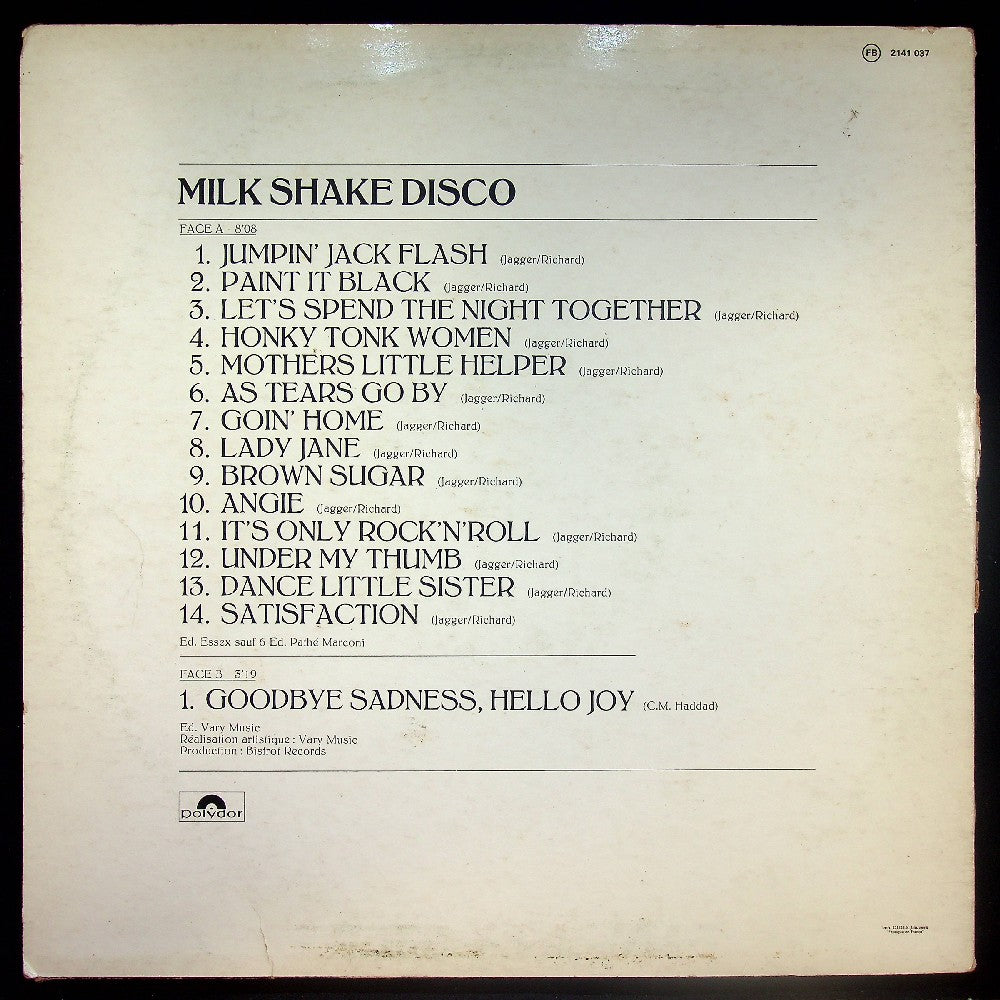 FB 2141 037
MILK SHAKE DISCO
FACE A - 8'08
1. JUMPIN' JACK FLASH (Jagger/Richard)
2. PAINT IT BLACK (Jagger/Richard)
3. LET'S SPEND THE NIGHT TOGETHER (Jagger/Richard)
4. HONKY TONK WOMEN (Jagger/Richard)
5. MOTHERS LITTLE HELPER (Jagger/Richard)
6. AS TEARS GO BY (Jagger/Richard)
7. GOIN' HOME (Jagger/Richard)
8. LADY JANE (Jagger/Richard)
9. BROWN SUGAR (Jagger/Richard)
10. ANGIE (Jagger/Richard)
11. IT'S ONLY ROCK'N'ROLL (Jagger/Richard)
12. UNDER MY THUMB (Jagger/Richard)
13. DANCE LITTLE SISTER (Jagger/Richard)
14. SATISFACTION (Jagger/Richard)
Ed. Essex sauf 6 Ed. Pathé Marconi
FACE B - 3'19
1. GOODBYE SADNESS, HELLO JOY (C.M. Haddad)
Ed. Vary Music
Réalisation artistique : Vary Music
Production : Bistrot Records
polydor